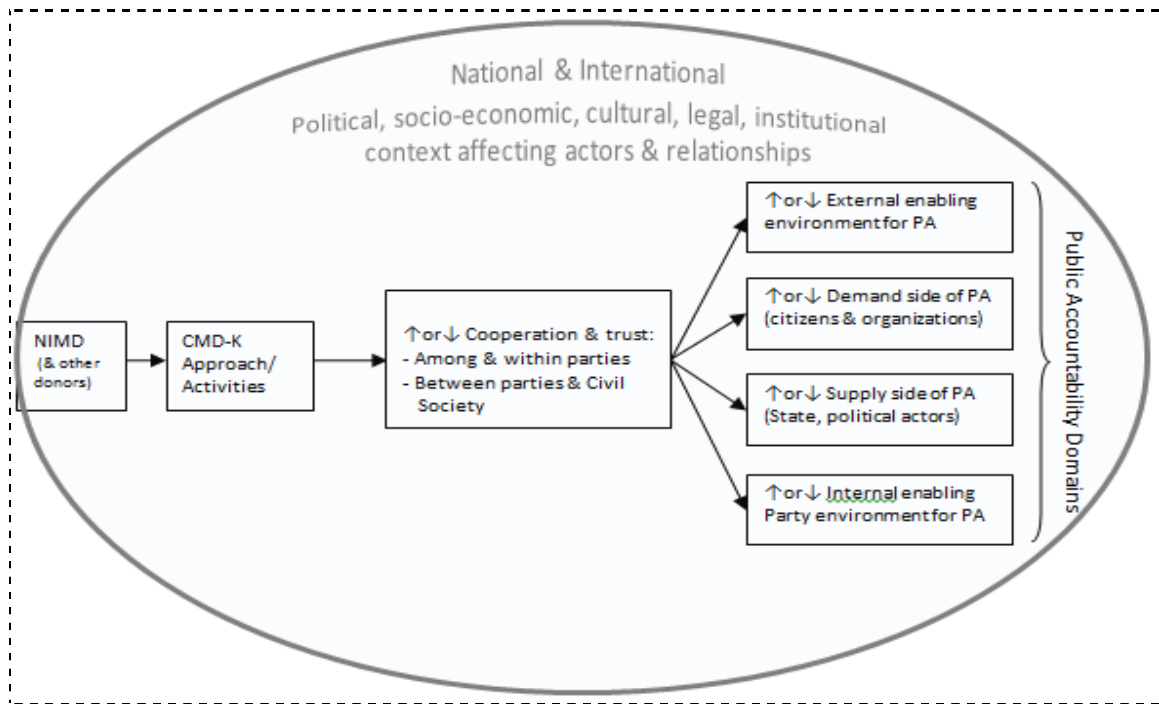 National & International
Political, socio-economic, cultural, legal, institutional
context affecting actors & relationships
NIMD
(& other
donors)
CMD-K
Approach/
Activities
↑or↓ Cooperation & trust:
- Among & within parties
- Between parties & Civil
Society
↑or↓ External enabling
environment for PA
↑or↓ Demand side of PA
(citizens & organizations)
↑or↓ Supply side of PA
(State, political actors)
↑or↓ Internal enabling
Party environment for PA
Public Accountability Domains